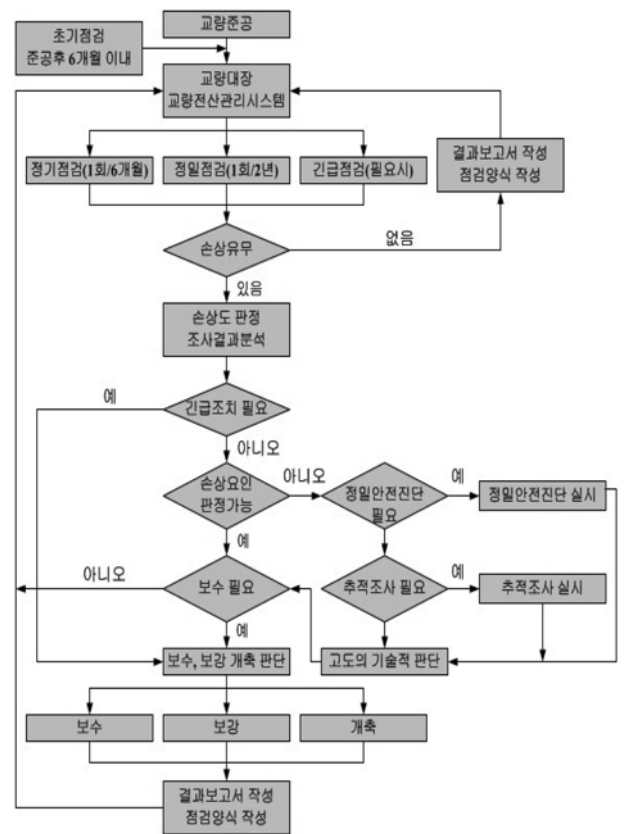 교량준공
초기점검
준공후 6개월 이내
교량대장
교량전산관리시스템
정기점검(1회/6개월)
정밀점검(1회/2년)
긴급점검(필요시)
결과보고서 작성
점검양식 작성
손상유무
없음
있음
손상도 판정
조사결과분석
예
긴급조치 필요
아니오
손상요인
판정가능
아니오
정밀안전진단
필요
예
정밀안전진단 실시
예
아니오
보수 필요
추적조사 필요
예
추적조사 실시
예
보수, 보강 개축 판단
고도의 기술적 판단
보수
보강
개축
결과보고서 작성
점검양식 작성